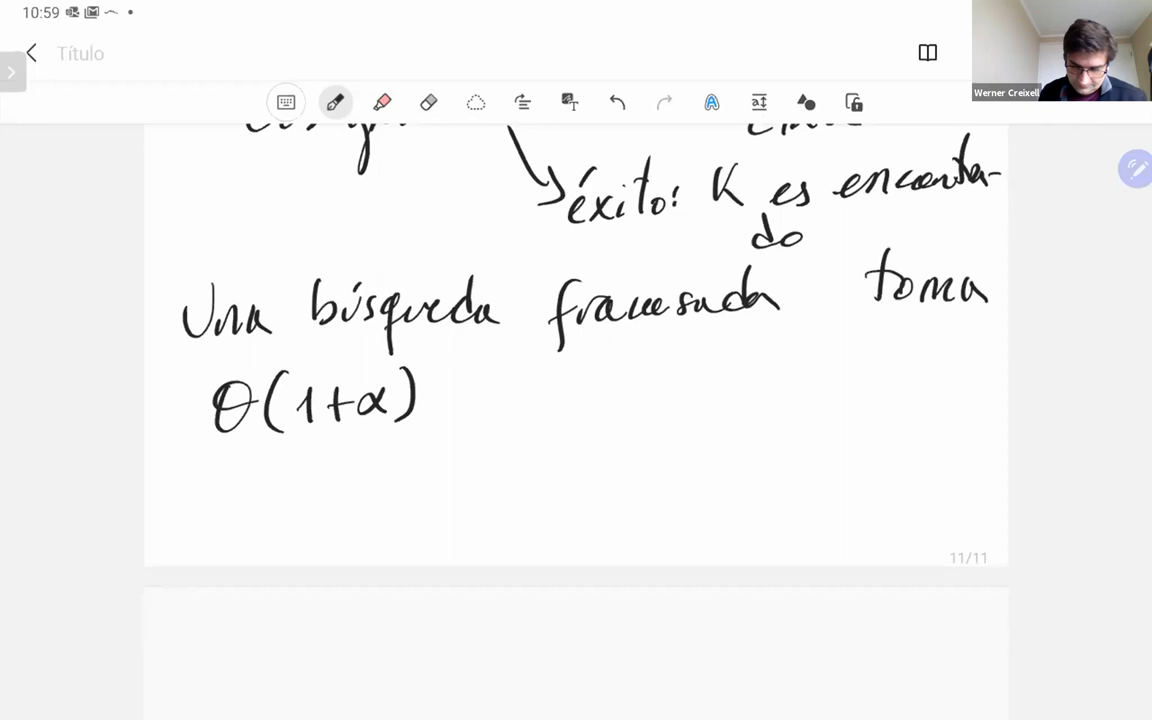 10:59
Título
Werner Creixell
éxito: K es encontra-
do
Una búsqueda fracasada toma
Θ(1+α)
11/11